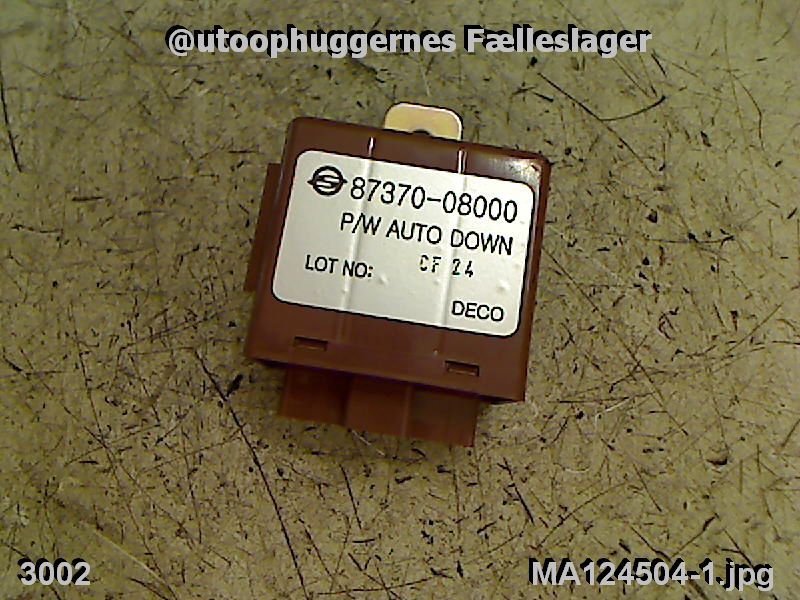 @utoophuggernes Fælleslager
87370-08000
P/W AUTO DOWN
LOT NO: CF 24
DECO
3002
MA124504-1.jpg